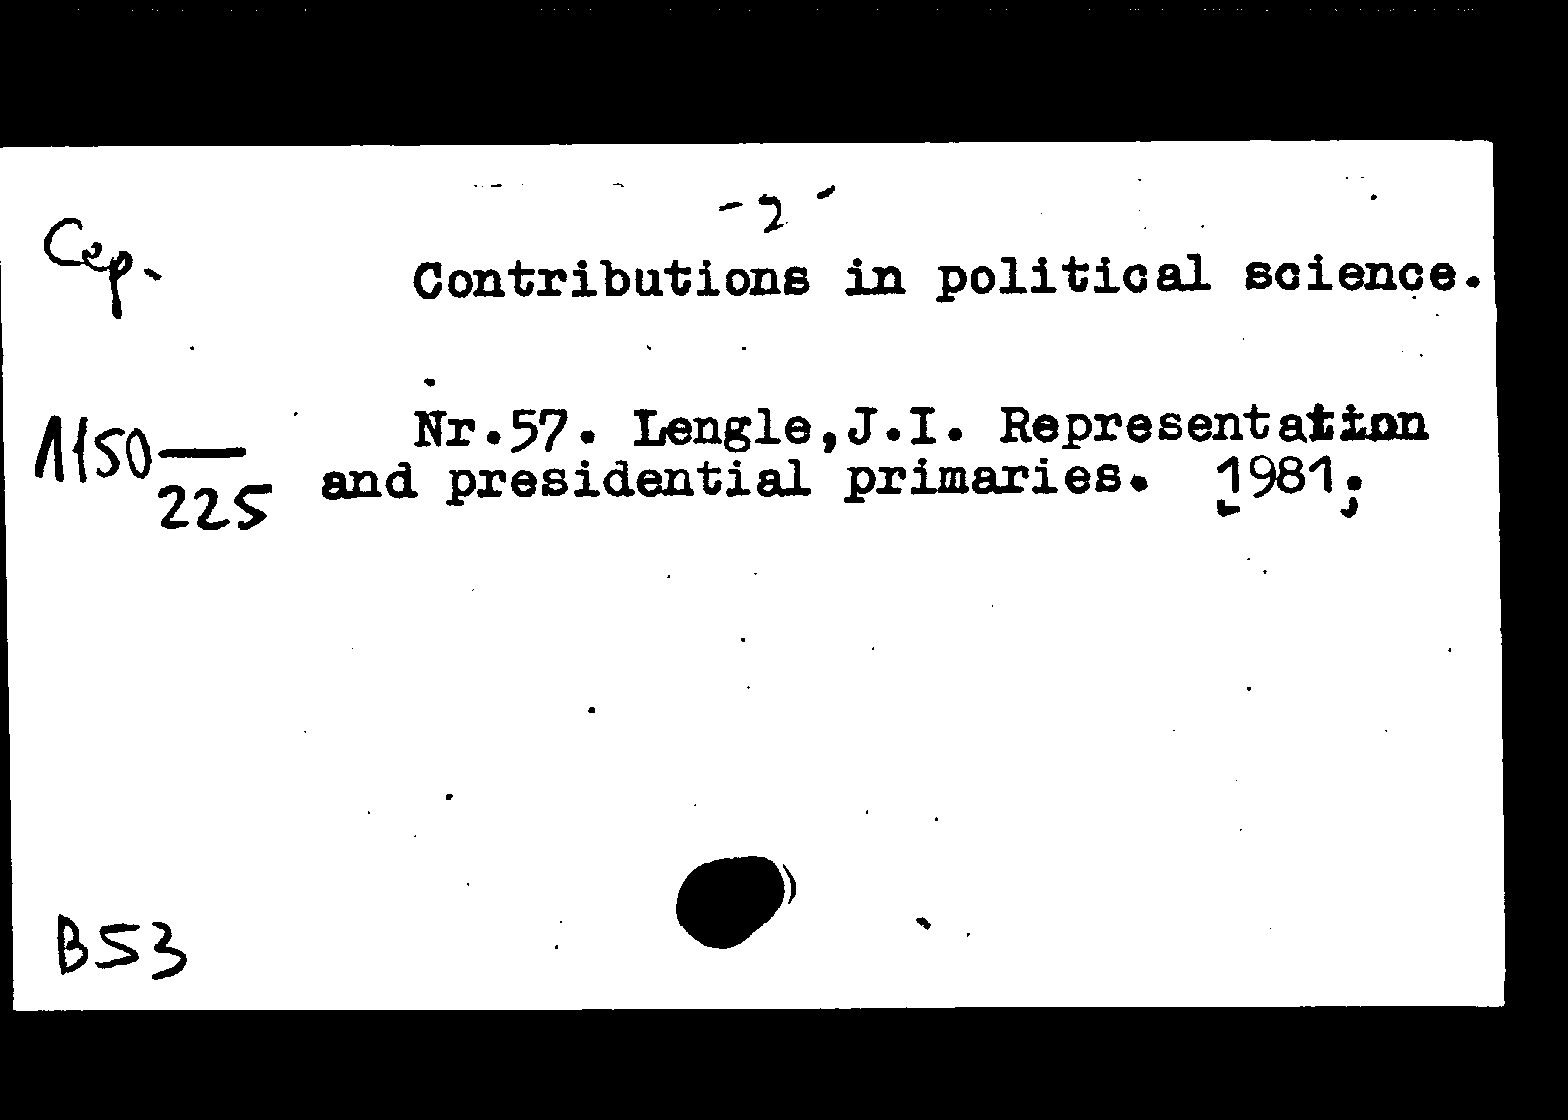 - 2 -
Сер.
Contributions in political science.
Nr.57. Lengle,J.I. Representation
1150—
225
and presidential primaries. 1981.
B53